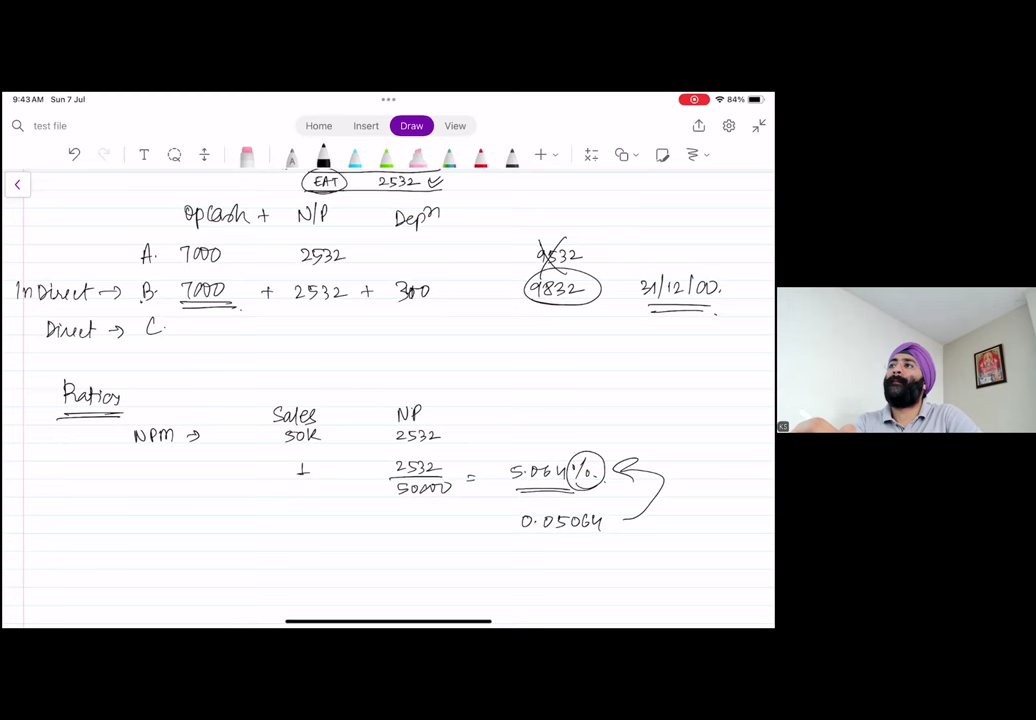 9:43 AM Sun 7 Jul
84%
test file
Home Insert Draw View
EAT 2532
OpCash + N/P Depn
A. 7000 2532 9532
InDirect → B. 7000 + 2532 + 300 9832 31/12/00.
Direct → C.
Ratios
Sales NP
NPM → 50K 2532
1 2532/50000 = 5.064 %.
0.05064
KS